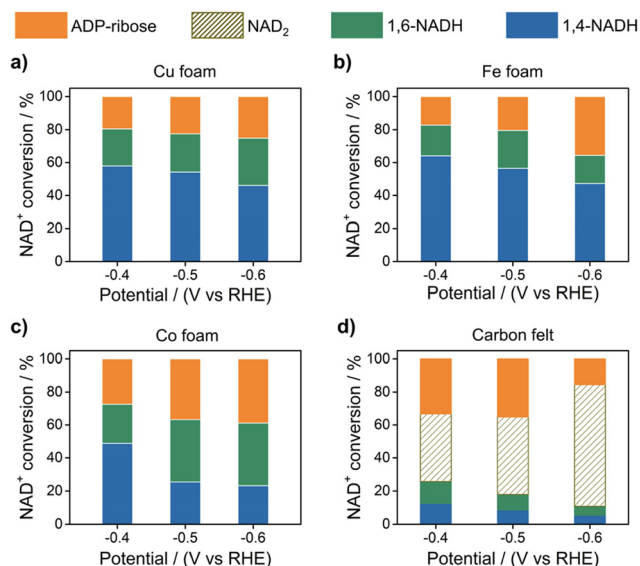 ADP-ribose NAD₂ 1,6-NADH 1,4-NADH
a) Cu foam
NAD⁺ conversion / %
100
80
60
40
20
0
-0.4 -0.5 -0.6
Potential / (V vs RHE)
b) Fe foam
NAD⁺ conversion / %
100
80
60
40
20
0
-0.4 -0.5 -0.6
Potential / (V vs RHE)
c) Co foam
NAD⁺ conversion / %
100
80
60
40
20
0
-0.4 -0.5 -0.6
Potential / (V vs RHE)
d) Carbon felt
NAD⁺ conversion / %
100
80
60
40
20
0
-0.4 -0.5 -0.6
Potential / (V vs RHE)